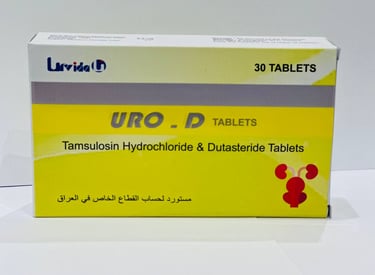 Lavida
30 TABLETS
URO - D TABLETS
Tamsulosin Hydrochloride & Dutasteride Tablets
مستورد لحساب القطاع الخاص في العراق